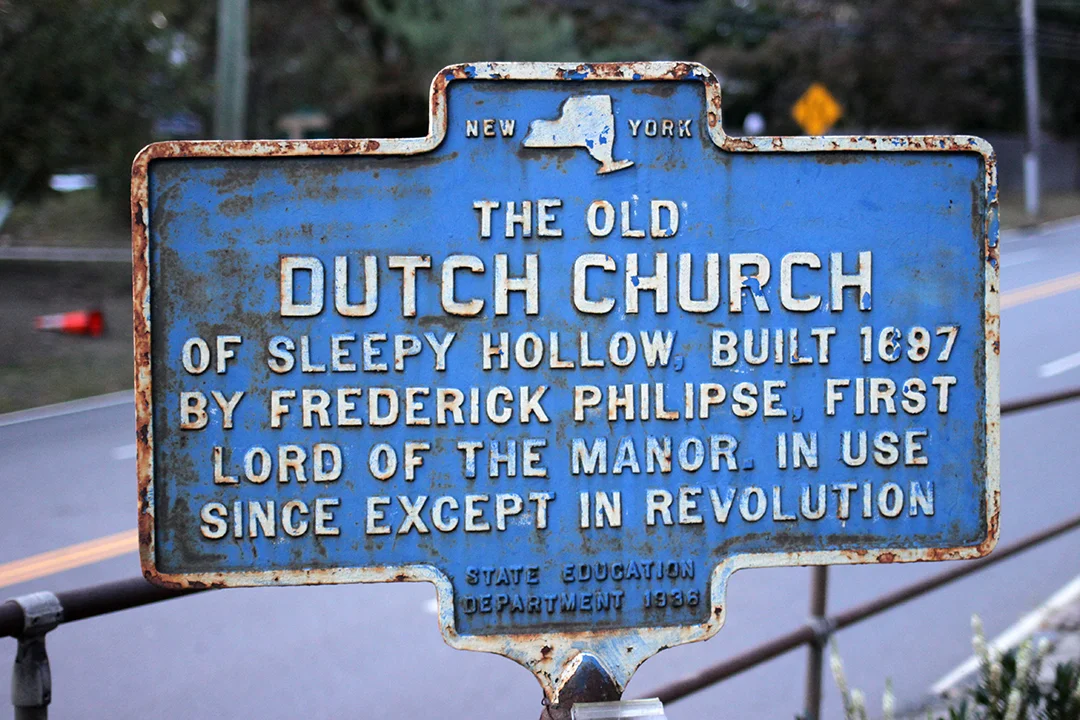 NEW YORK
THE OLD
DUTCH CHURCH
OF SLEEPY HOLLOW, BUILT 1697
BY FREDERICK PHILIPSE, FIRST
LORD OF THE MANOR. IN USE
SINCE EXCEPT IN REVOLUTION
STATE EDUCATION
DEPARTMENT 1936